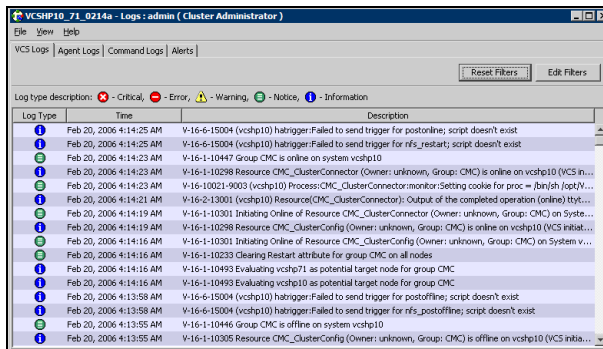 VCSHP10_71_0214a - Logs : admin ( Cluster Administrator )
File View Help
VCS Logs Agent Logs Command Logs Alerts
Reset Filters Edit Filters
Log type description: - Critical, - Error, - Warning, - Notice, - Information
Log Type Time Description
Feb 20, 2006 4:14:25 AM V-16-6-15004 (vcshp10) hatrigger:Failed to send trigger for postonline; script doesn't exist
Feb 20, 2006 4:14:25 AM V-16-6-15004 (vcshp10) hatrigger:Failed to send trigger for nfs_restart; script doesn't exist
Feb 20, 2006 4:14:23 AM V-16-1-10447 Group CMC is online on system vcshp10
Feb 20, 2006 4:14:23 AM V-16-1-10298 Resource CMC_ClusterConnector (Owner: unknown, Group: CMC) is online on vcshp10 (VCS in...
Feb 20, 2006 4:14:23 AM V-16-10021-9003 (vcshp10) Process:CMC_ClusterConnector:monitor:Setting cookie for proc = /bin/sh /opt/V...
Feb 20, 2006 4:14:21 AM V-16-2-13001 (vcshp10) Resource(CMC_ClusterConnector): Output of the completed operation (online) ttyt...
Feb 20, 2006 4:14:19 AM V-16-1-10301 Initiating Online of Resource CMC_ClusterConnector (Owner: unknown, Group: CMC) on Syste...
Feb 20, 2006 4:14:19 AM V-16-1-10298 Resource CMC_ClusterConfig (Owner: unknown, Group: CMC) is online on vcshp10 (VCS initiat...
Feb 20, 2006 4:14:16 AM V-16-1-10301 Initiating Online of Resource CMC_ClusterConfig (Owner: unknown, Group: CMC) on System v...
Feb 20, 2006 4:14:16 AM V-16-1-10233 Clearing Restart attribute for group CMC on all nodes
Feb 20, 2006 4:14:16 AM V-16-1-10493 Evaluating vcshp71 as potential target node for group CMC
Feb 20, 2006 4:14:16 AM V-16-1-10493 Evaluating vcshp10 as potential target node for group CMC
Feb 20, 2006 4:13:58 AM V-16-6-15004 (vcshp10) hatrigger:Failed to send trigger for postoffline; script doesn't exist
Feb 20, 2006 4:13:58 AM V-16-6-15004 (vcshp10) hatrigger:Failed to send trigger for nfs_postoffline; script doesn't exist
Feb 20, 2006 4:13:55 AM V-16-1-10446 Group CMC is offline on system vcshp10
Feb 20, 2006 4:13:55 AM V-16-1-10305 Resource CMC_ClusterConfig (Owner: unknown, Group: CMC) is offline on vcshp10 (VCS initia...